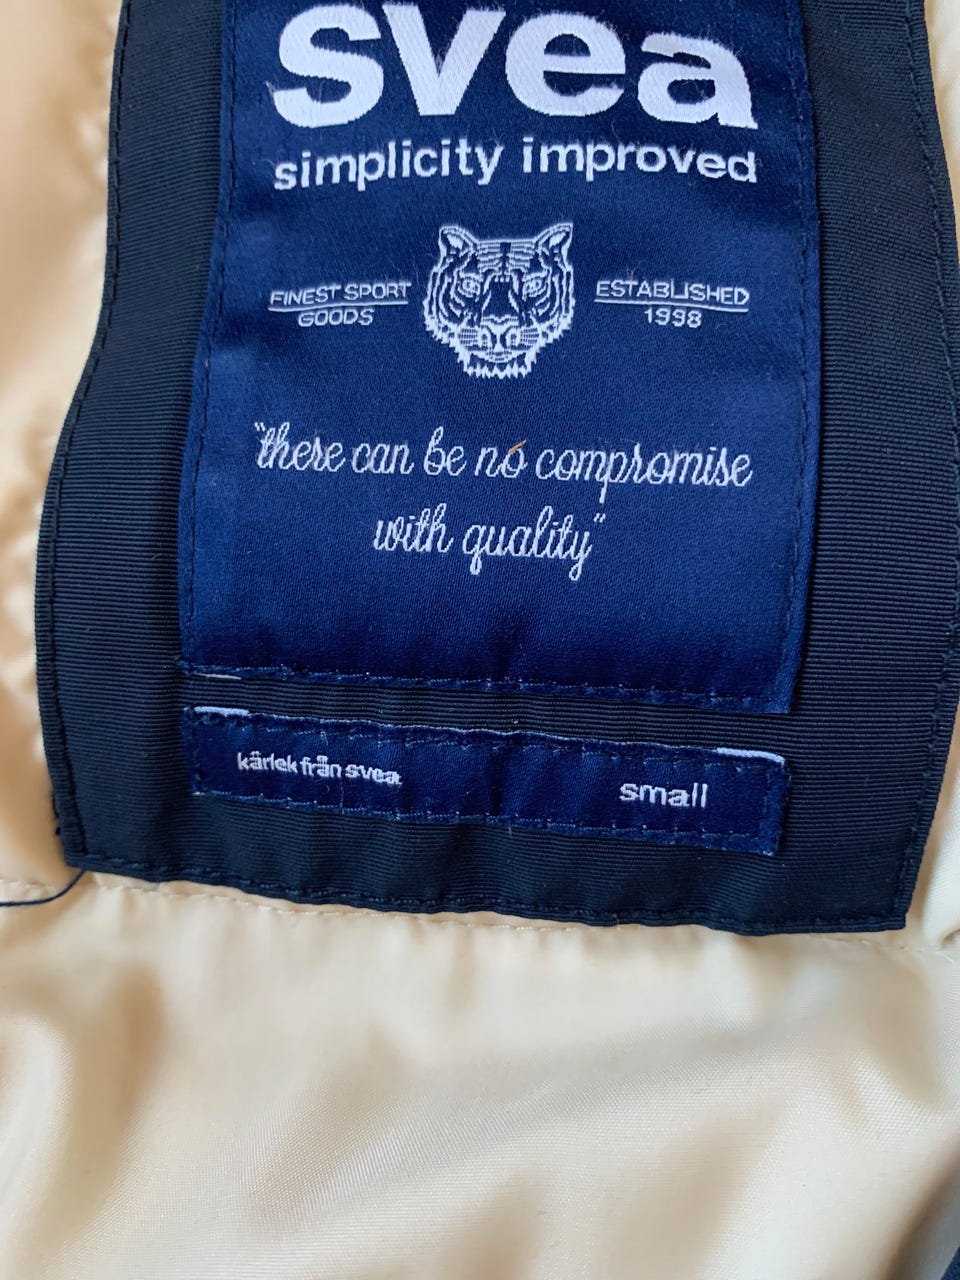 svea
simplicity improved
FINEST SPORT
GOODS
ESTABLISHED
1998
"there can be no compromise
with quality"
kärlek från svea
small